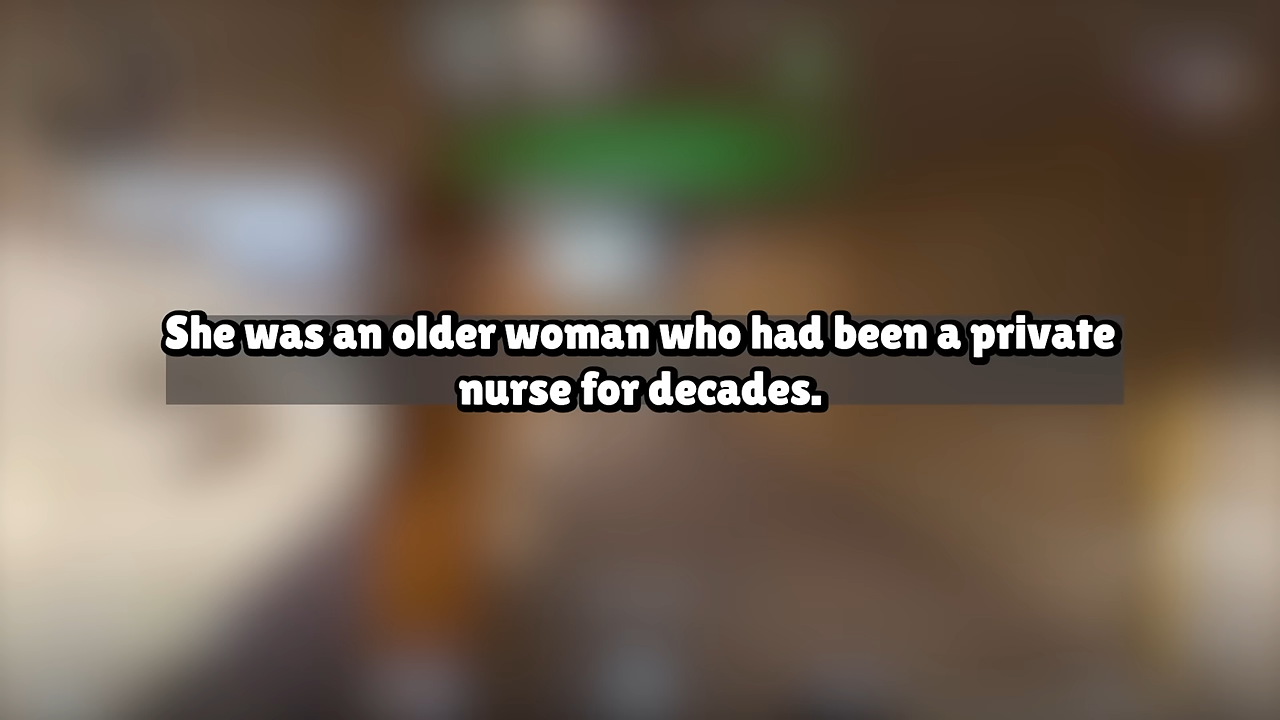 She was an older woman who had been a private
nurse for decades.